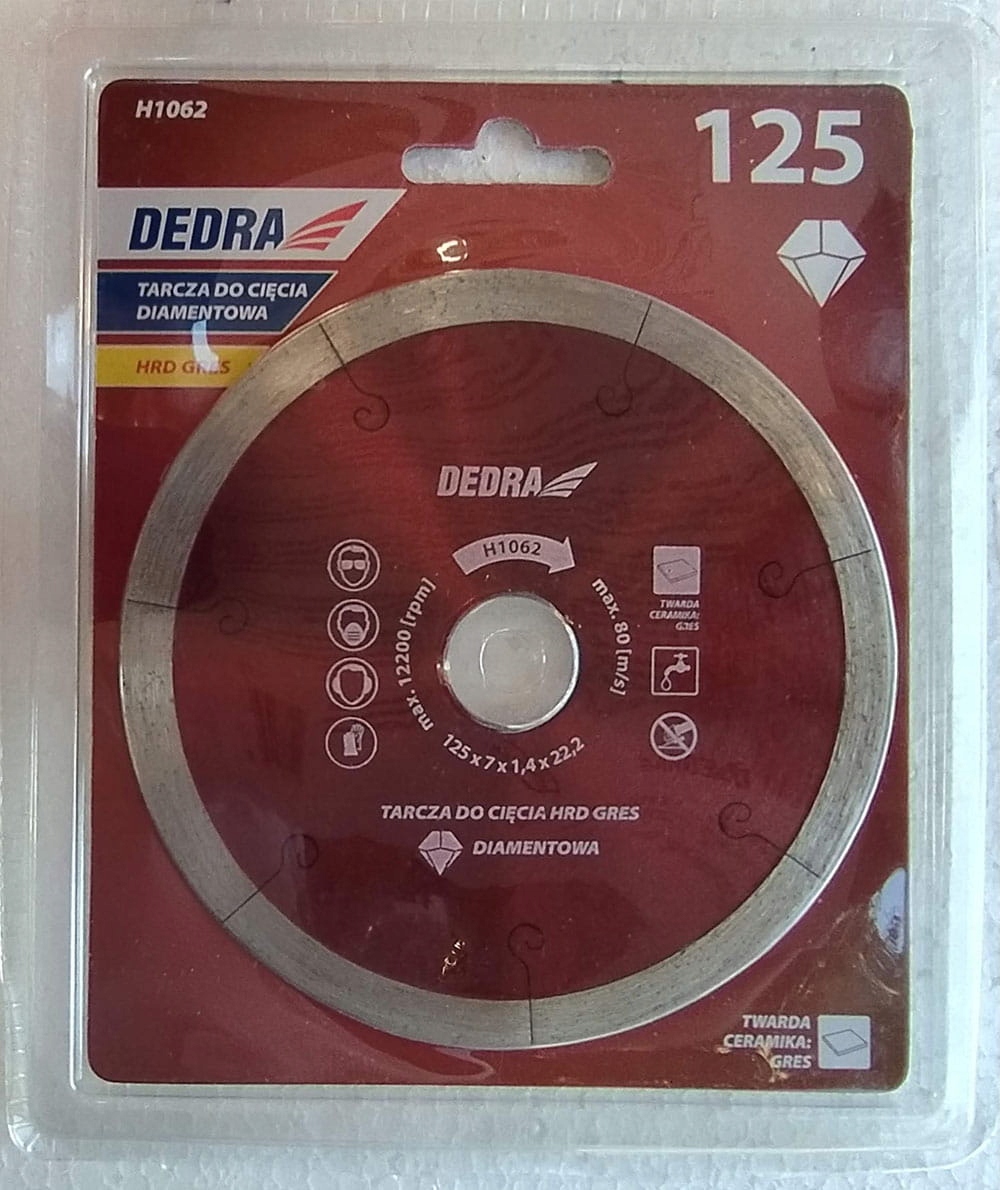 H1062
125
DEDRA
TARCZA DO CIĘCIA
DIAMENTOWA
HRD GRES
DEDRA
H1062
max. 12200 [rpm]
max. 80 [m/s]
125 x 7 x 1,4 x 22,2
TWARDA
CERAMIKA:
GRES
TARCZA DO CIĘCIA HRD GRES
DIAMENTOWA
TWARDA
CERAMIKA:
GRES